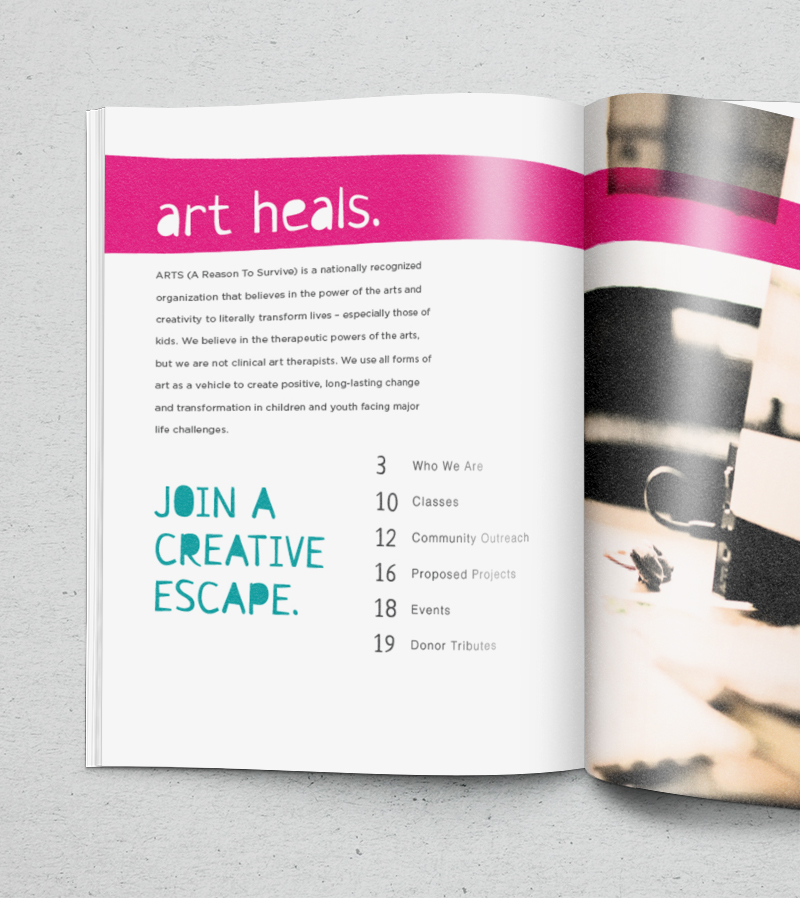 art heals.
ARTS (A Reason To Survive) is a nationally recognized
organization that believes in the power of the arts and
creativity to literally transform lives – especially those of
kids. We believe in the therapeutic powers of the arts,
but we are not clinical art therapists. We use all forms of
art as a vehicle to create positive, long-lasting change
and transformation in children and youth facing major
life challenges.
JOIN A
CREATIVE
ESCAPE.
3 Who We Are
10 Classes
12 Community Outreach
16 Proposed Projects
18 Events
19 Donor Tributes